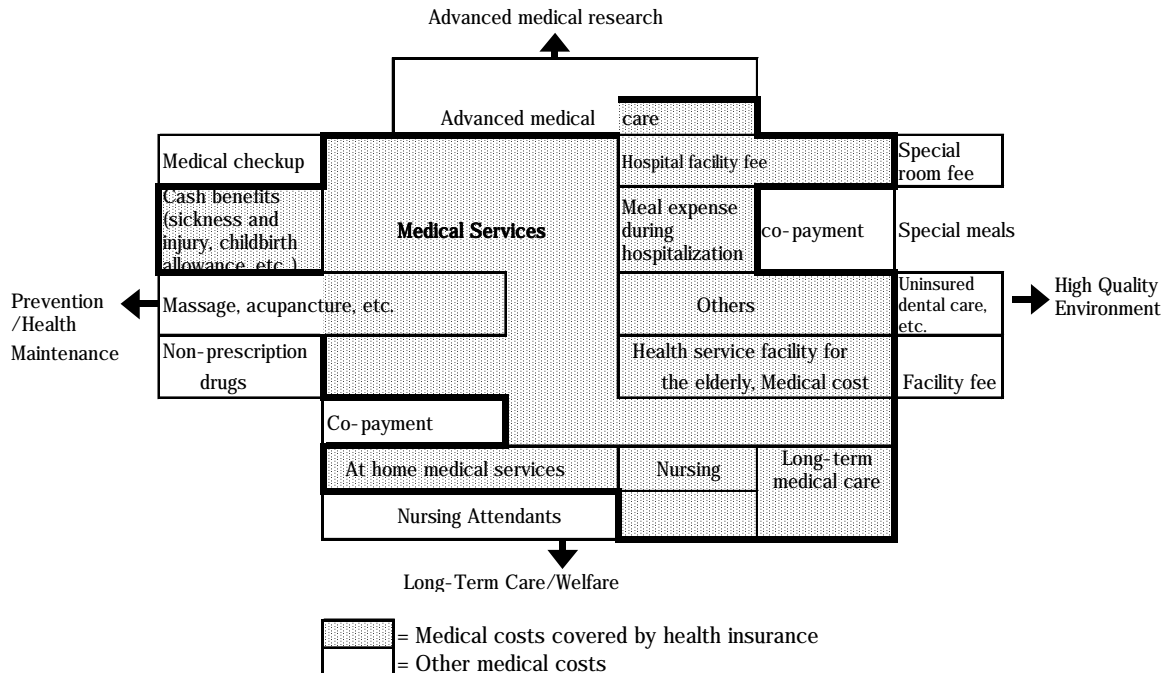 Advanced medical research
Advanced medical care
Medical checkup
Hospital facility fee
Special
room fee
Cash benefits
(sickness and
injury, childbirth
allowance, etc.)
Medical Services
Meal expense
during
hospitalization
co-payment
Special meals
Prevention
/Health
Maintenance
Massage, acupuncture, etc.
Others
Uninsured
dental care,
etc.
High Quality
Environment
Non-prescription
drugs
Health service facility for
the elderly, Medical cost
Facility fee
Co-payment
At home medical services
Nursing
Long-term
medical care
Nursing Attendants
Long-Term Care/Welfare
= Medical costs covered by health insurance
= Other medical costs